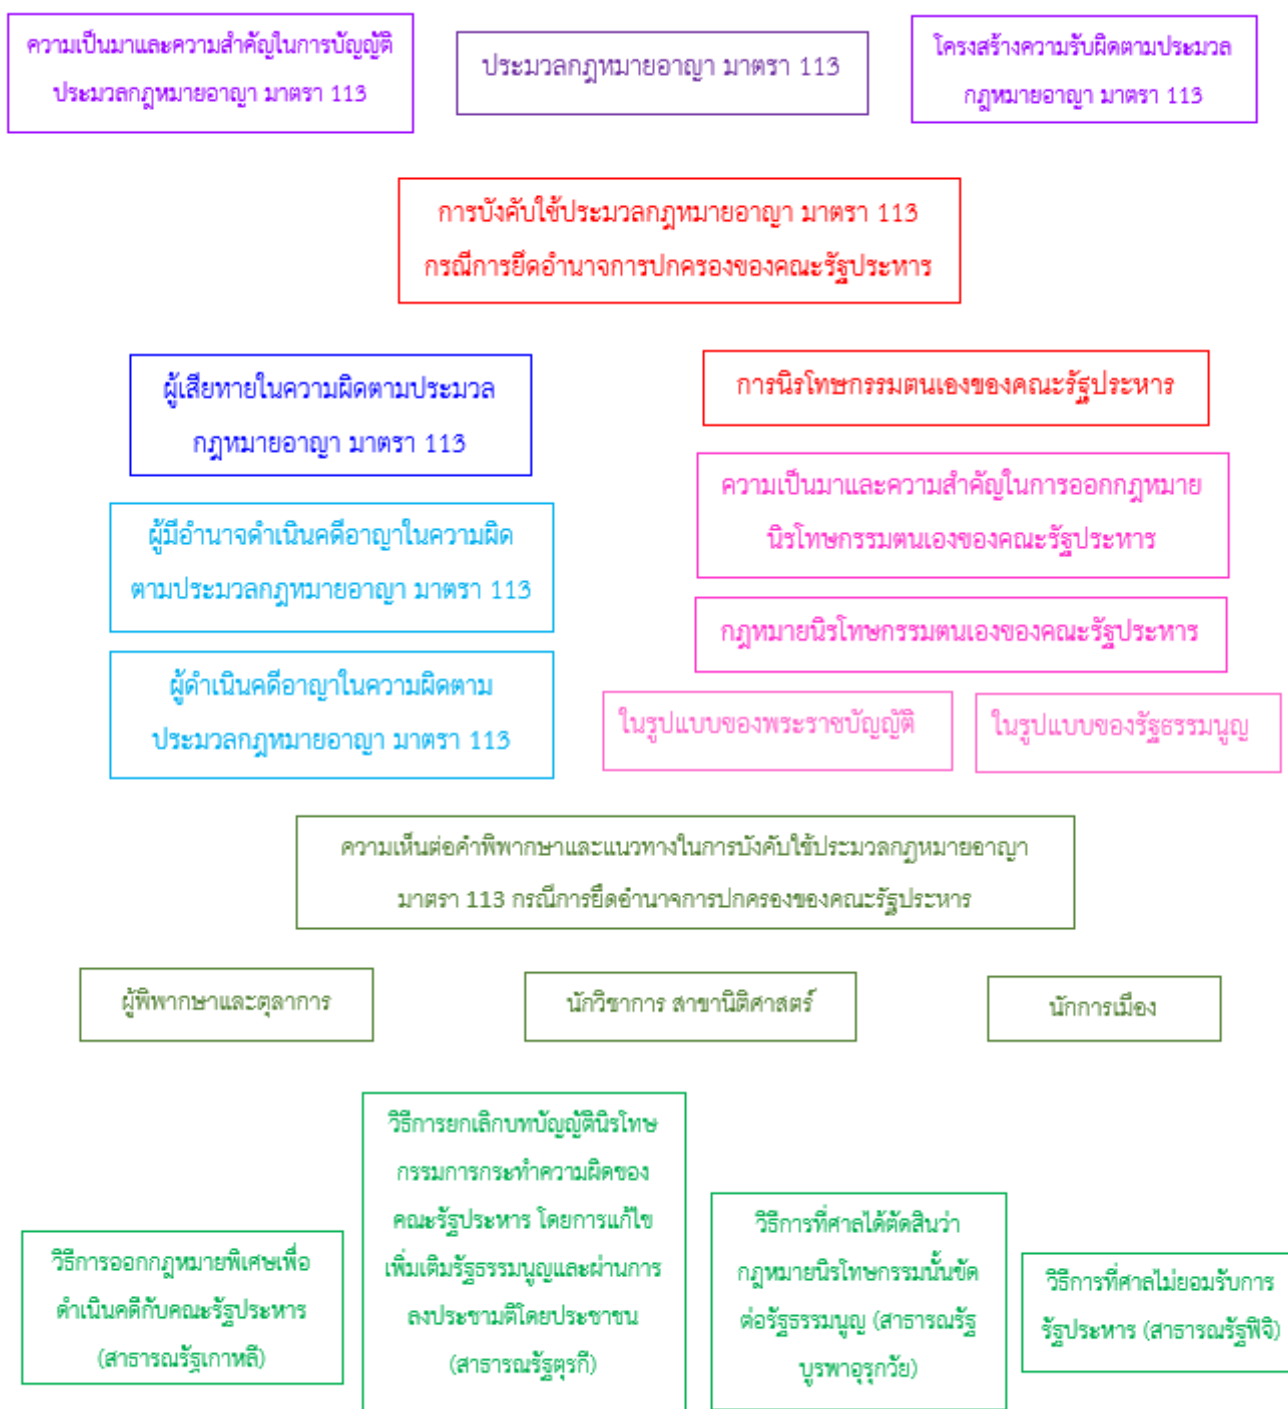 ความเป็นมาและความสำคัญในการบัญญัติ
ประมวลกฎหมายอาญา มาตรา 113
ประมวลกฎหมายอาญา มาตรา 113
โครงสร้างความรับผิดตามประมวล
กฎหมายอาญา มาตรา 113
การบังคับใช้ประมวลกฎหมายอาญา มาตรา 113
กรณีการยึดอำนาจการปกครองของคณะรัฐประหาร
ผู้เสียหายในความผิดตามประมวล
กฎหมายอาญา มาตรา 113
ผู้มีอำนาจดำเนินคดีอาญาในความผิด
ตามประมวลกฎหมายอาญา มาตรา 113
ผู้ดำเนินคดีอาญาในความผิดตาม
ประมวลกฎหมายอาญา มาตรา 113
การนิรโทษกรรมตนเองของคณะรัฐประหาร
ความเป็นมาและความสำคัญในการออกกฎหมาย
นิรโทษกรรมตนเองของคณะรัฐประหาร
กฎหมายนิรโทษกรรมตนเองของคณะรัฐประหาร
ในรูปแบบของพระราชบัญญัติ
ในรูปแบบของรัฐธรรมนูญ
ความเห็นต่อคำพิพากษาและแนวทางในการบังคับใช้ประมวลกฎหมายอาญา
มาตรา 113 กรณีการยึดอำนาจการปกครองของคณะรัฐประหาร
ผู้พิพากษาและตุลาการ
นักวิชาการ สาขานิติศาสตร์
นักการเมือง
วิธีการออกกฎหมายพิเศษเพื่อ
ดำเนินคดีกับคณะรัฐประหาร
(สาธารณรัฐเกาหลี)
วิธีการยกเลิกบทบัญญัตินิรโทษ
กรรมการกระทำความผิดของ
คณะรัฐประหาร โดยการแก้ไข
เพิ่มเติมรัฐธรรมนูญและผ่านการ
ลงประชามติโดยประชาชน
(สาธารณรัฐตุรกี)
วิธีการที่ศาลได้ตัดสินว่า
กฎหมายนิรโทษกรรมนั้นขัด
ต่อรัฐธรรมนูญ (สาธารณรัฐ
บูรพาอุรุกวัย)
วิธีการที่ศาลไม่ยอมรับการ
รัฐประหาร (สาธารณรัฐฟิจิ)